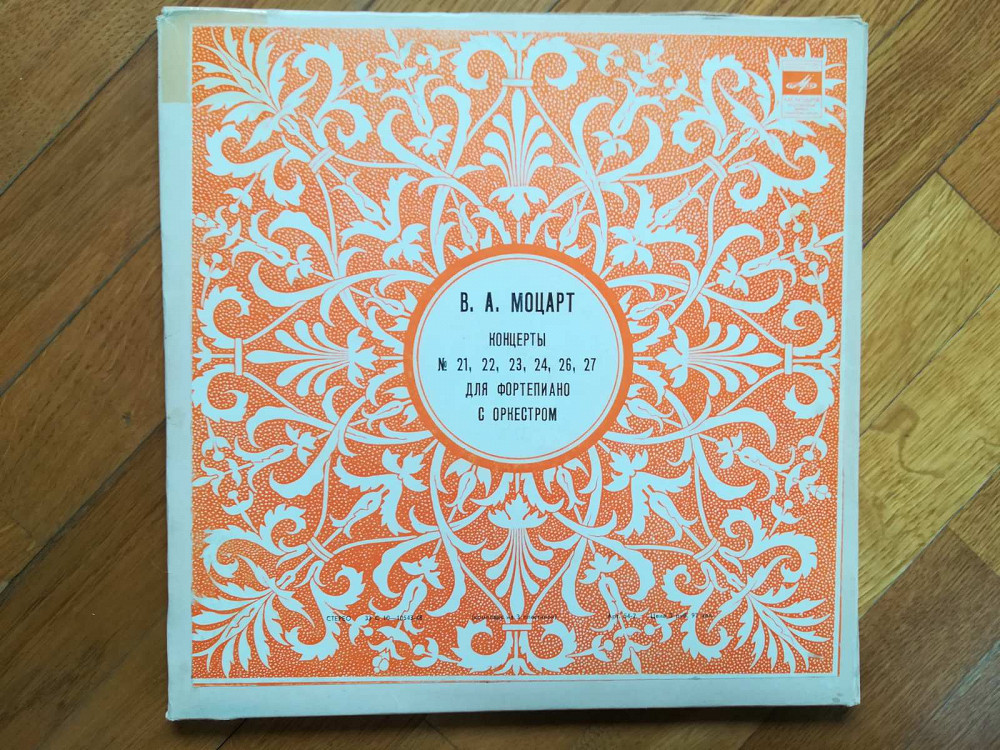 В. А. МОЦАРТ
КОНЦЕРТЫ
№ 21, 22, 23, 24, 26, 27
ДЛЯ ФОРТЕПИАНО
С ОРКЕСТРОМ
СТЕРЕО